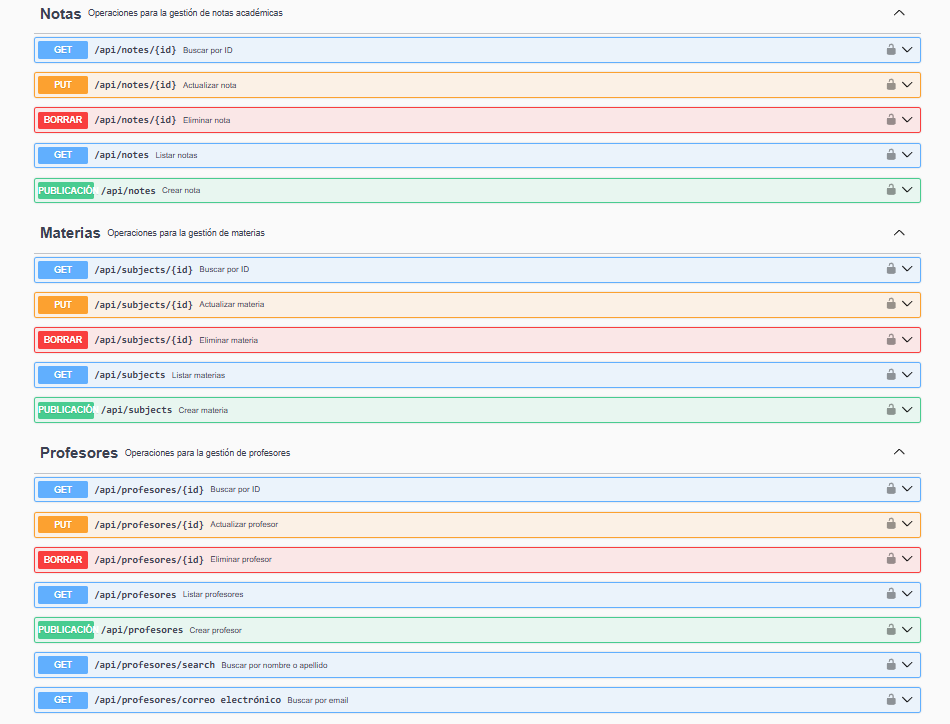 Notas Operaciones para la gestión de notas académicas
GET /api/notes/{id} Buscar por ID
PUT /api/notes/{id} Actualizar nota
BORRAR /api/notes/{id} Eliminar nota
GET /api/notes Listar notas
PUBLICACIÓN /api/notes Crear nota
Materias Operaciones para la gestión de materias
GET /api/subjects/{id} Buscar por ID
PUT /api/subjects/{id} Actualizar materia
BORRAR /api/subjects/{id} Eliminar materia
GET /api/subjects Listar materias
PUBLICACIÓN /api/subjects Crear materia
Profesores Operaciones para la gestión de profesores
GET /api/profesores/{id} Buscar por ID
PUT /api/profesores/{id} Actualizar profesor
BORRAR /api/profesores/{id} Eliminar profesor
GET /api/profesores Listar profesores
PUBLICACIÓN /api/profesores Crear profesor
GET /api/profesores/search Buscar por nombre o apellido
GET /api/profesores/correo electrónico Buscar por email